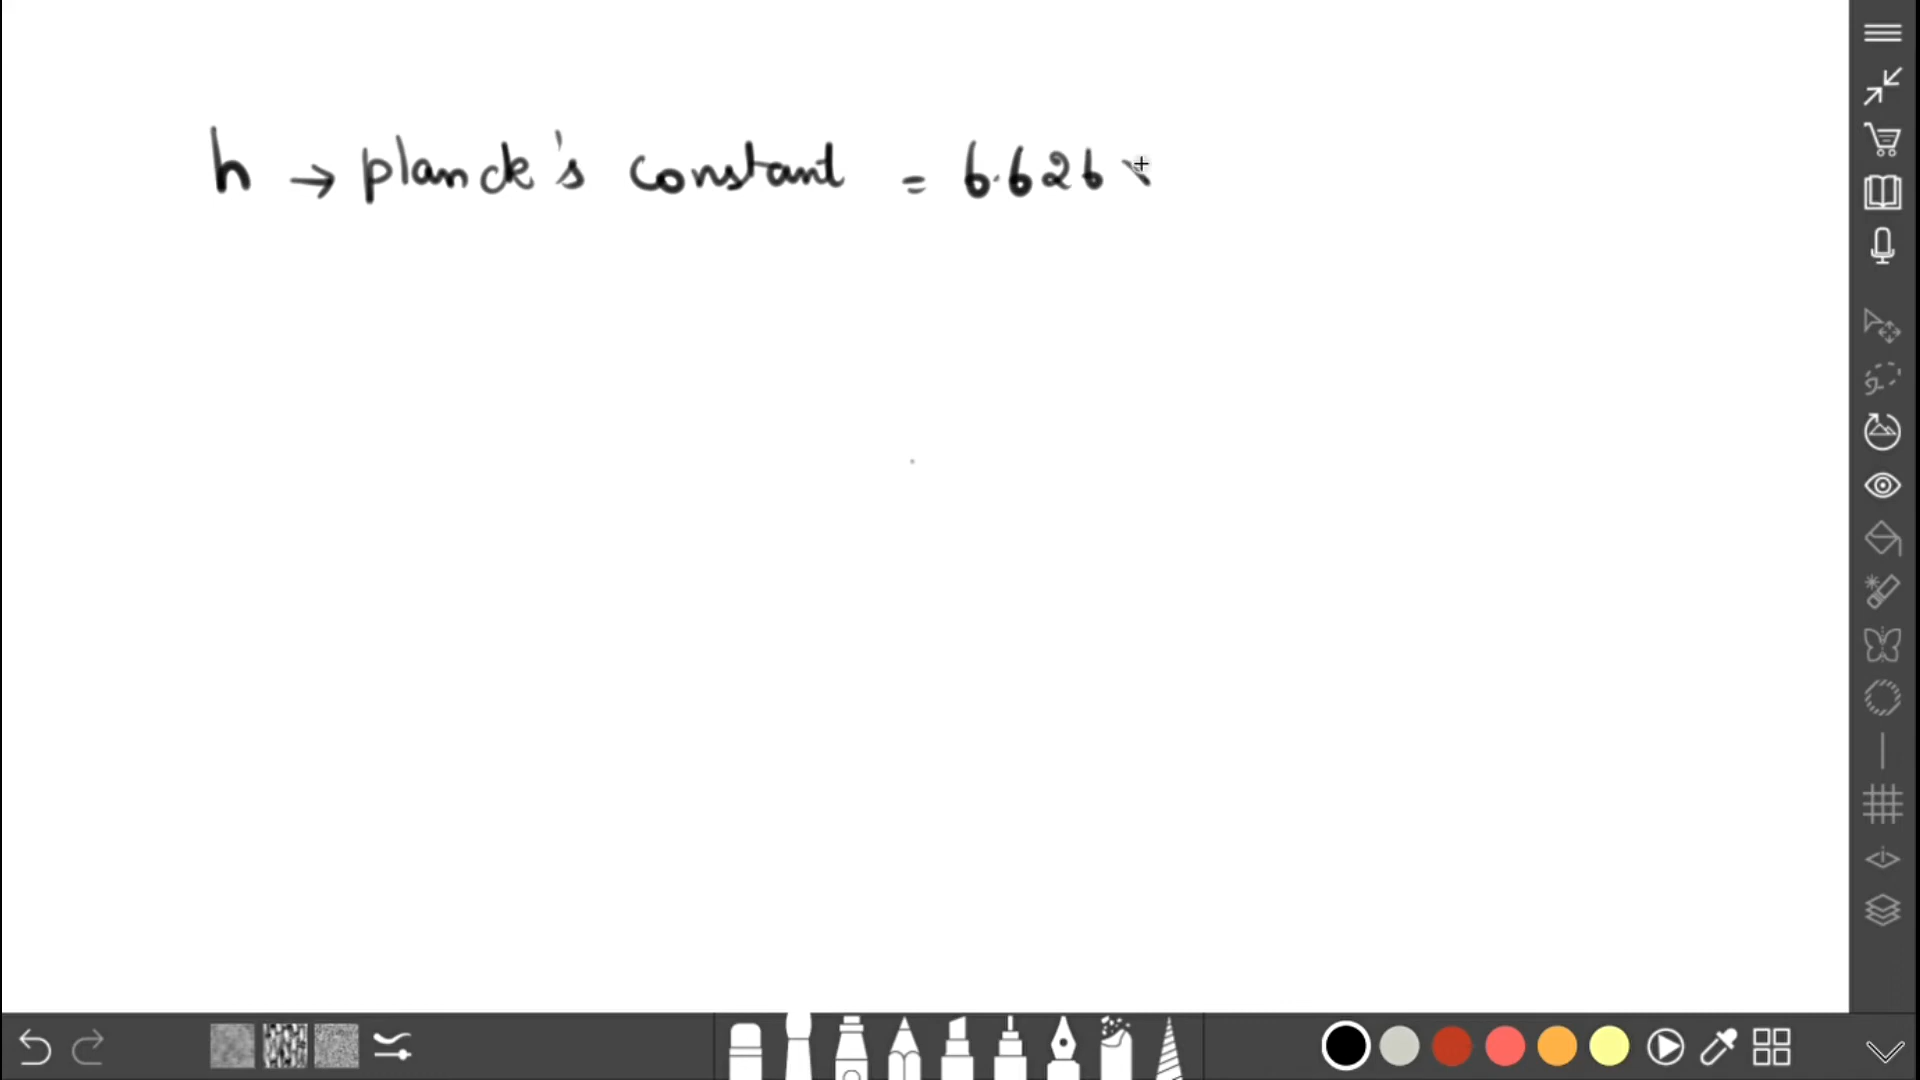 h → planck's constant = 6.626